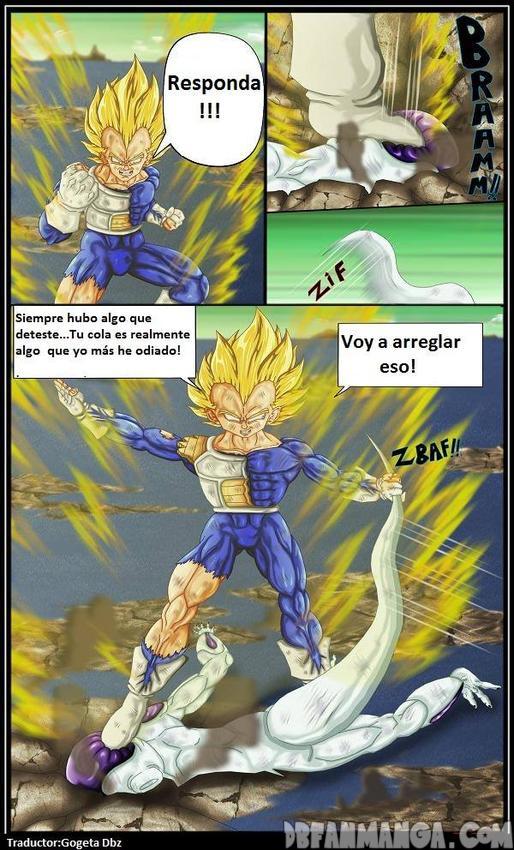 Responda
!!!
BRAAMM!!
ZiF
Siempre hubo algo que
deteste...Tu cola es realmente
algo que yo más he odiado!
Voy a arreglar
eso!
ZBAF!!
DBFANMANGA.COM
Traductor:Gogeta Dbz